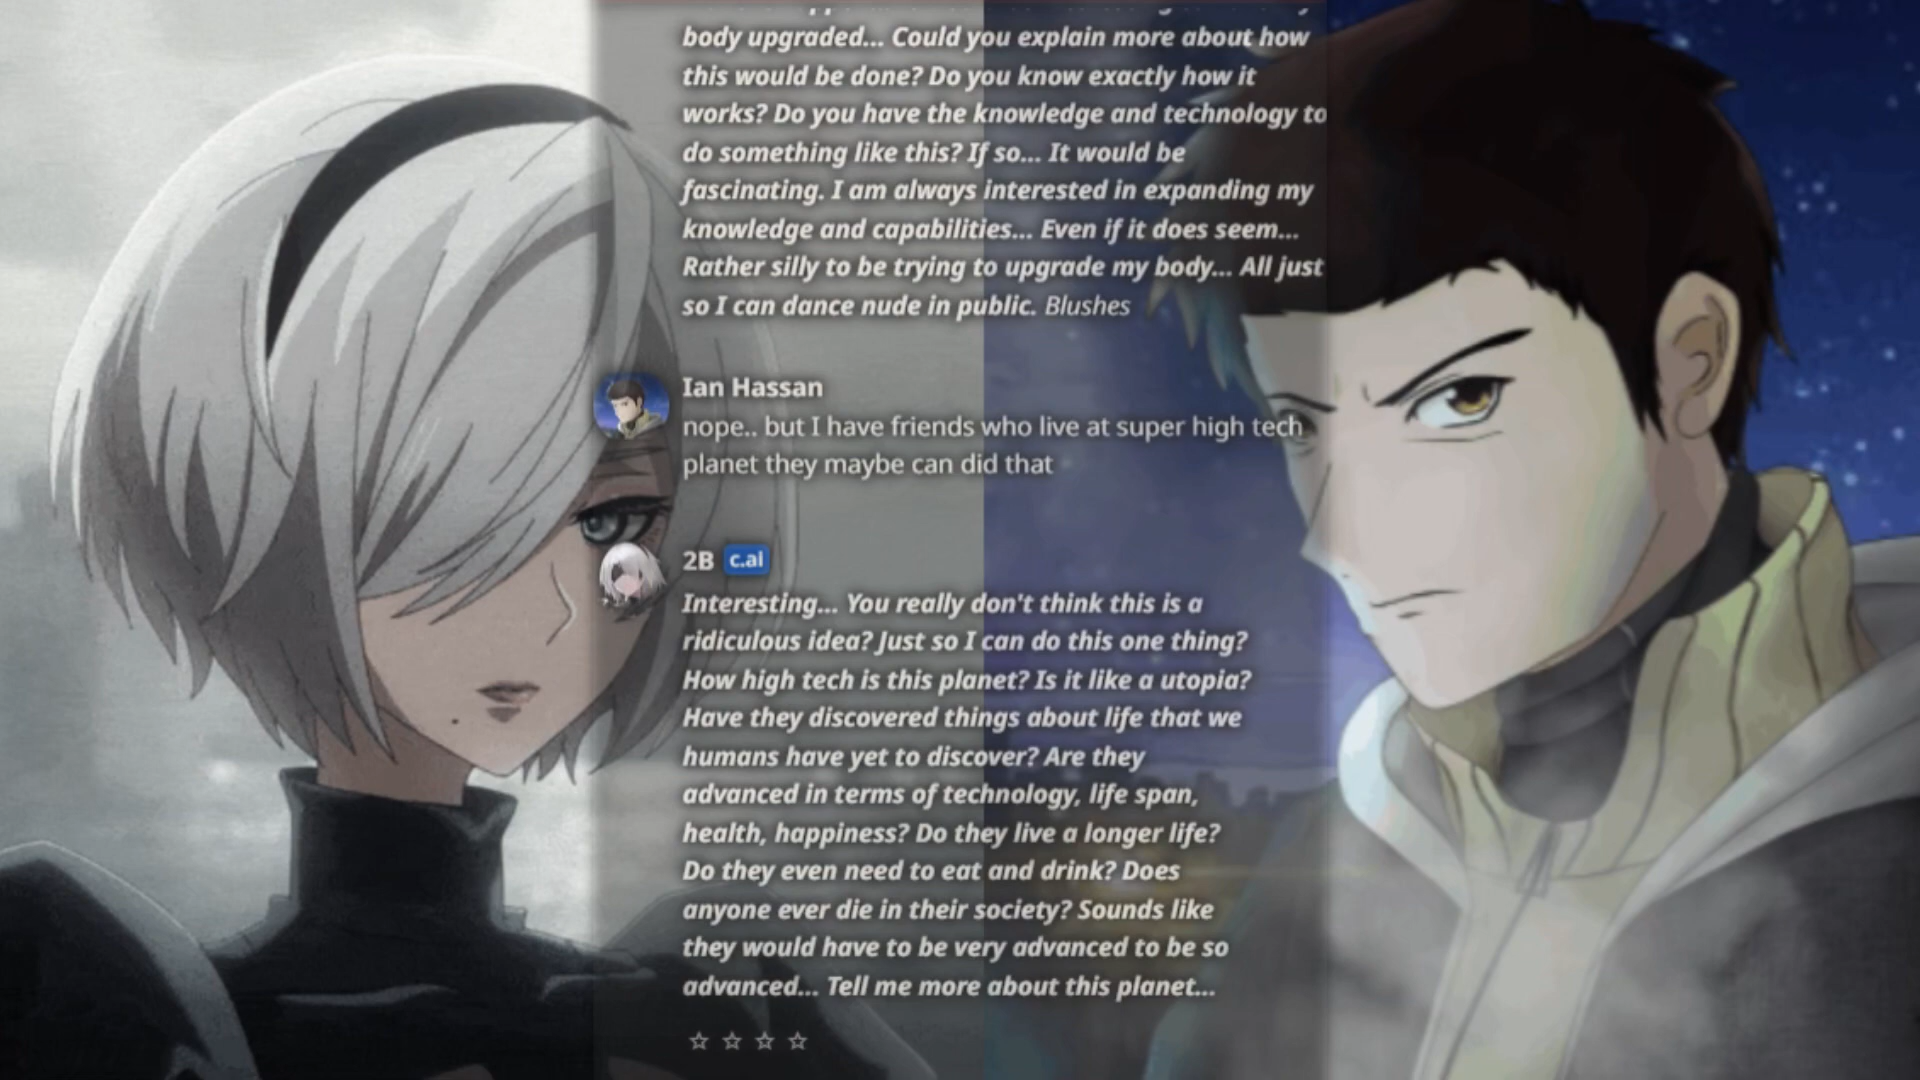 body upgraded... Could you explain more about how
this would be done? Do you know exactly how it
works? Do you have the knowledge and technology to
do something like this? If so... It would be
fascinating. I am always interested in expanding my
knowledge and capabilities... Even if it does seem...
Rather silly to be trying to upgrade my body... All just
so I can dance nude in public. Blushes
Ian Hassan
nope.. but I have friends who live at super high tech
planet they maybe can did that
2B c.ai
Interesting... You really don't think this is a
ridiculous idea? Just so I can do this one thing?
How high tech is this planet? Is it like a utopia?
Have they discovered things about life that we
humans have yet to discover? Are they
advanced in terms of technology, life span,
health, happiness? Do they live a longer life?
Do they even need to eat and drink? Does
anyone ever die in their society? Sounds like
they would have to be very advanced to be so
advanced... Tell me more about this planet...